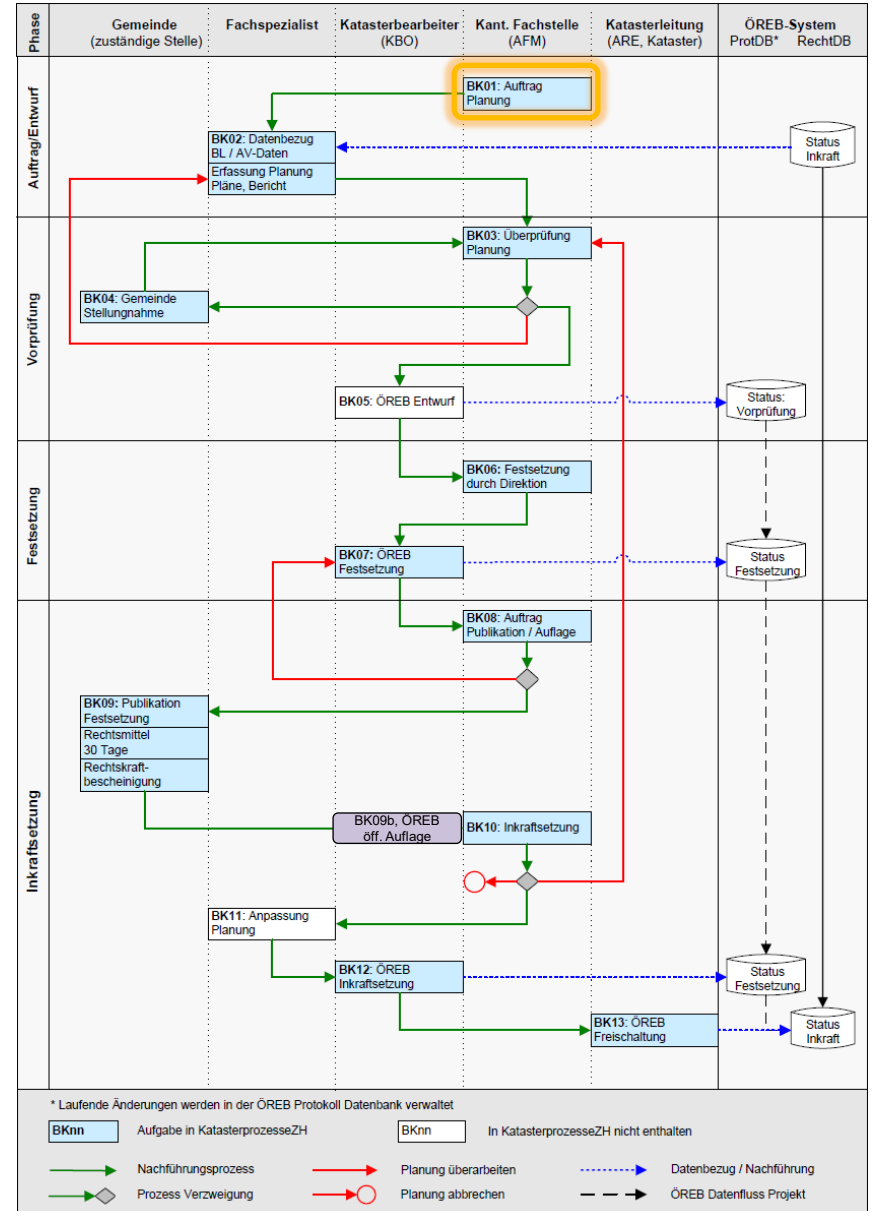 Phase
Gemeinde
(zuständige Stelle)
Fachspezialist
Katasterbearbeiter
(KBO)
Kant. Fachstelle
(AFM)
Katasterleitung
(ARE, Kataster)
ÖREB-System
ProtDB* RechtDB
Auftrag/Entwurf
BK01: Auftrag
Planung
BK02: Datenbezug
BL / AV-Daten
Erfassung Planung
Pläne, Bericht
Status
Inkraft
Vorprüfung
BK03: Überprüfung
Planung
BK04: Gemeinde
Stellungnahme
BK05: ÖREB Entwurf
Status:
Vorprüfung
Festsetzung
BK06: Festsetzung
durch Direktion
BK07: ÖREB
Festsetzung
Status
Festsetzung
Inkraftsetzung
BK08: Auftrag
Publikation / Auflage
BK09: Publikation
Festsetzung
Rechtsmittel
30 Tage
Rechtskraft-
bescheinigung
BK09b, ÖREB
öff. Auflage
BK10: Inkraftsetzung
BK11: Anpassung
Planung
BK12: ÖREB
Inkraftsetzung
Status
Festsetzung
BK13: ÖREB
Freischaltung
Status
Inkraft
* Laufende Änderungen werden in der ÖREB Protokoll Datenbank verwaltet
BKnn Aufgabe in KatasterprozesseZH BKnn In KatasterprozesseZH nicht enthalten
Nachführungsprozess Planung überarbeiten Datenbezug / Nachführung
Prozess Verzweigung Planung abbrechen ÖREB Datenfluss Projekt